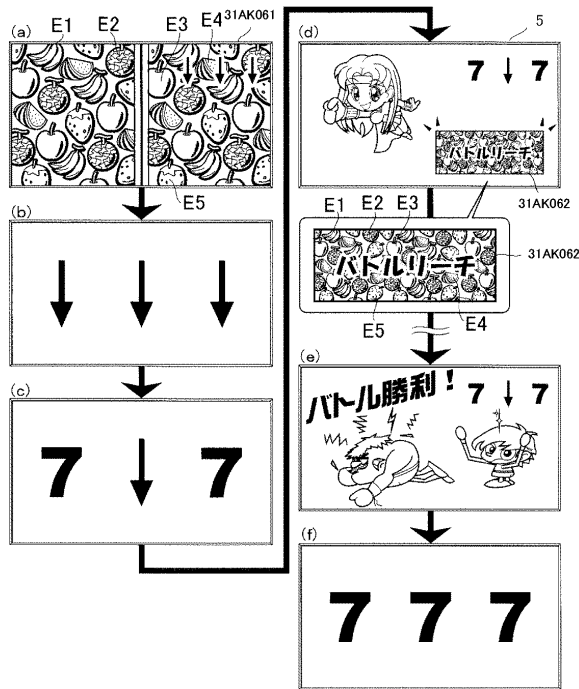 (a)
E1
E2
E3
E4
31AK061
E5
(b)
(c)
7 7
(d)
5
7 7
バトルリーチ
31AK062
E1
E2
E3
バトルリーチ
31AK062
E5
E4
(e)
バトル勝利!
7 7
(f)
7 7 7